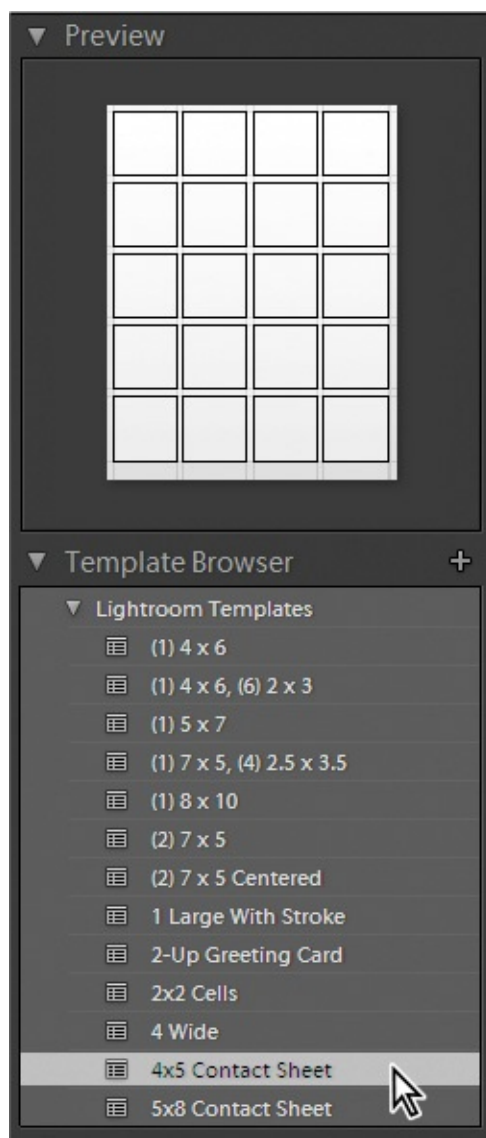 Preview
Template Browser
Lightroom Templates
(1) 4 x 6
(1) 4 x 6, (6) 2 x 3
(1) 5 x 7
(1) 7 x 5, (4) 2.5 x 3.5
(1) 8 x 10
(2) 7 x 5
(2) 7 x 5 Centered
1 Large With Stroke
2-Up Greeting Card
2x2 Cells
4 Wide
4x5 Contact Sheet
5x8 Contact Sheet